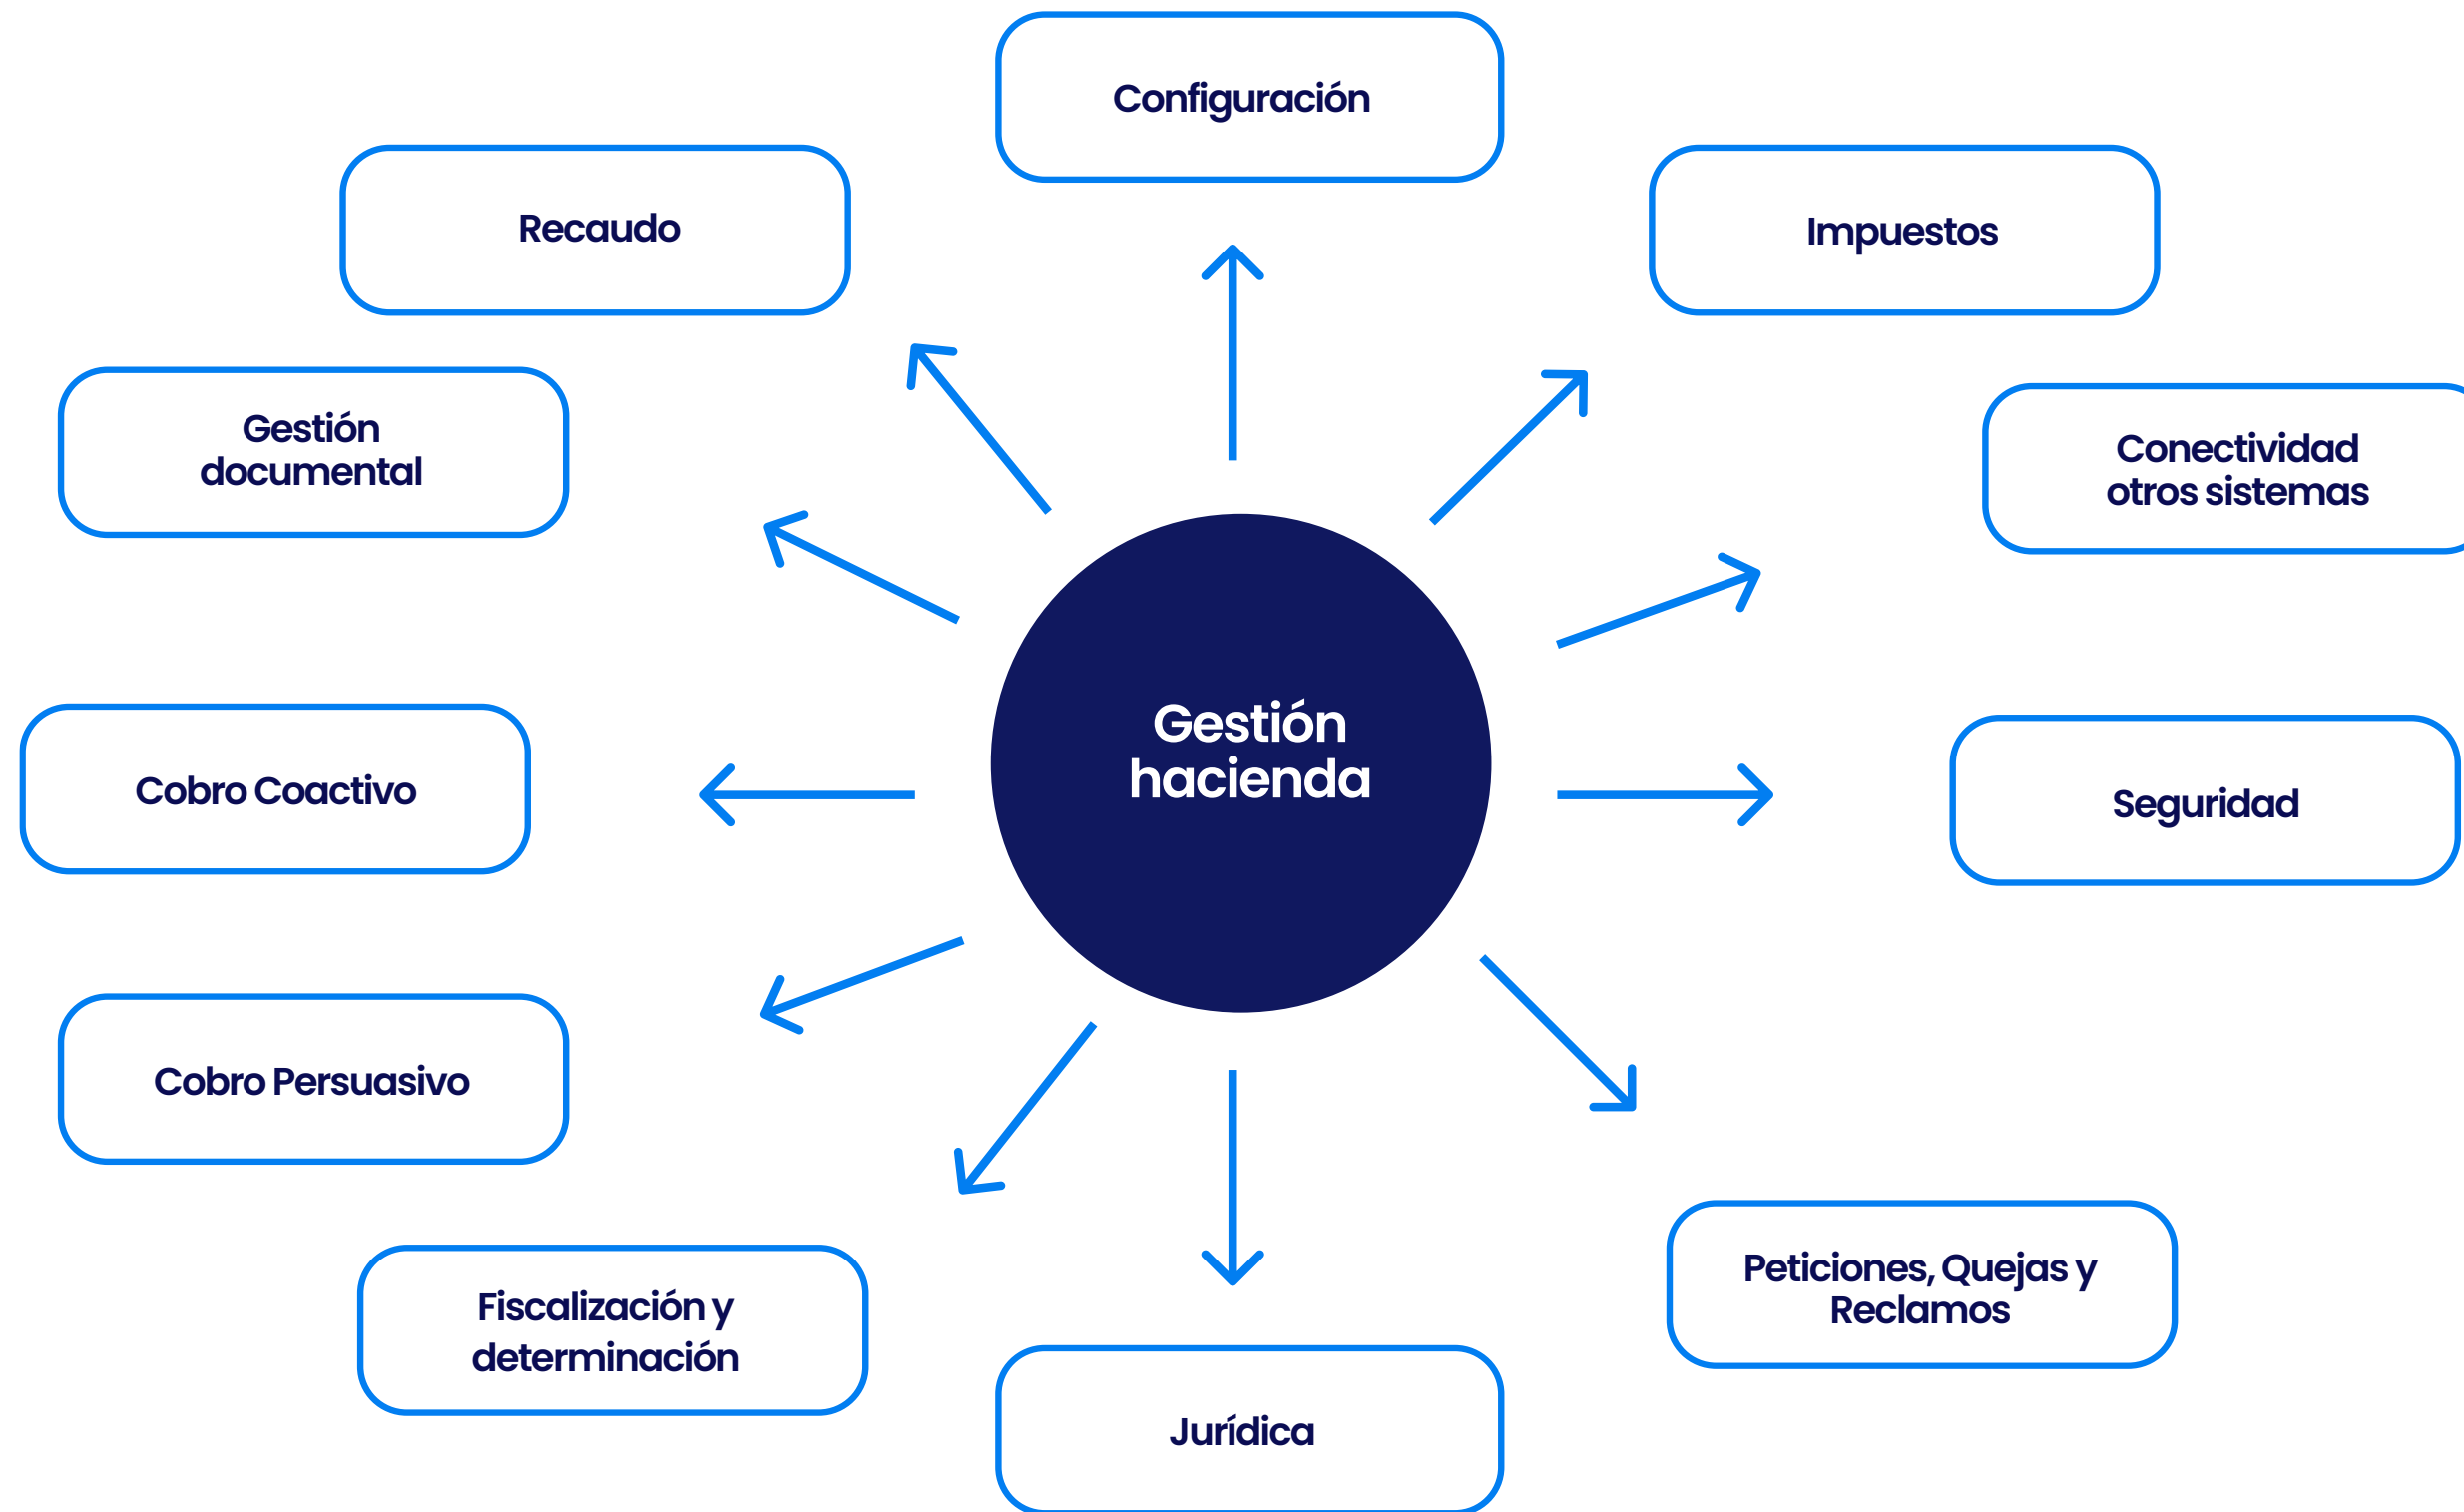 Configuración
Recaudo
Impuestos
Gestión
documental
Conectividad
otros sistemas
Gestión
hacienda
Cobro Coactivo
Seguridad
Cobro Persuasivo
Peticiones, Quejas y
Reclamos
Fiscalización y
determinación
Jurídica